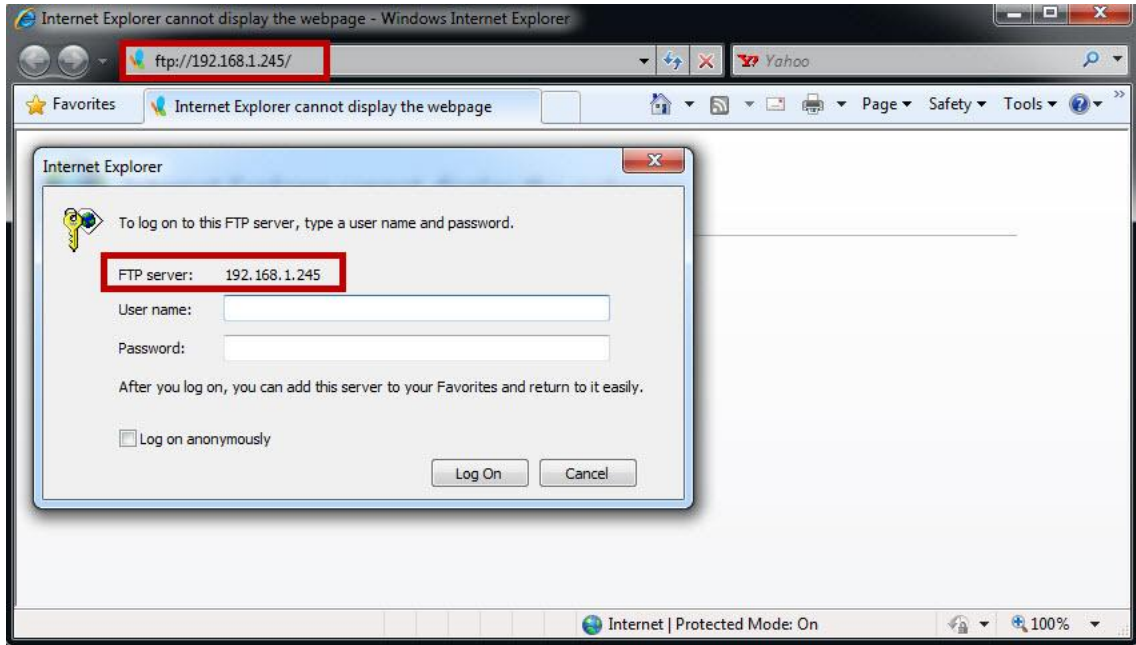 Internet Explorer cannot display the webpage - Windows Internet Explorer
ftp://192.168.1.245/
Yahoo
Favorites
Internet Explorer cannot display the webpage
Page
Safety
Tools
Internet Explorer
To log on to this FTP server, type a user name and password.
FTP server: 192.168.1.245
User name:
Password:
After you log on, you can add this server to your Favorites and return to it easily.
Log on anonymously
Log On
Cancel
Internet | Protected Mode: On
100%